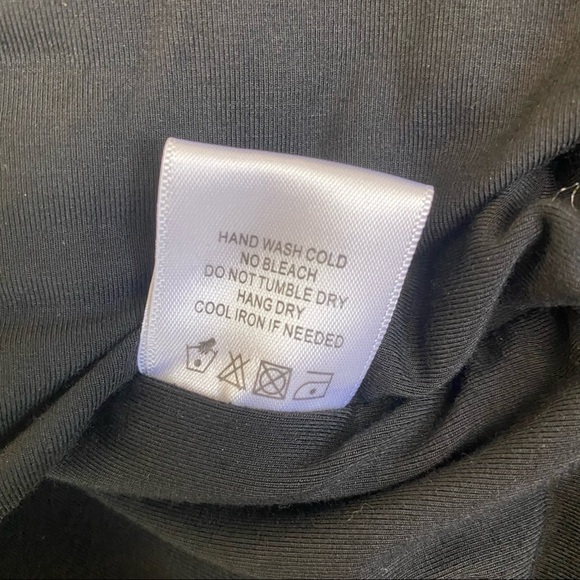 HAND WASH COLD
NO BLEACH
DO NOT TUMBLE DRY
HANG DRY
COOL IRON IF NEEDED